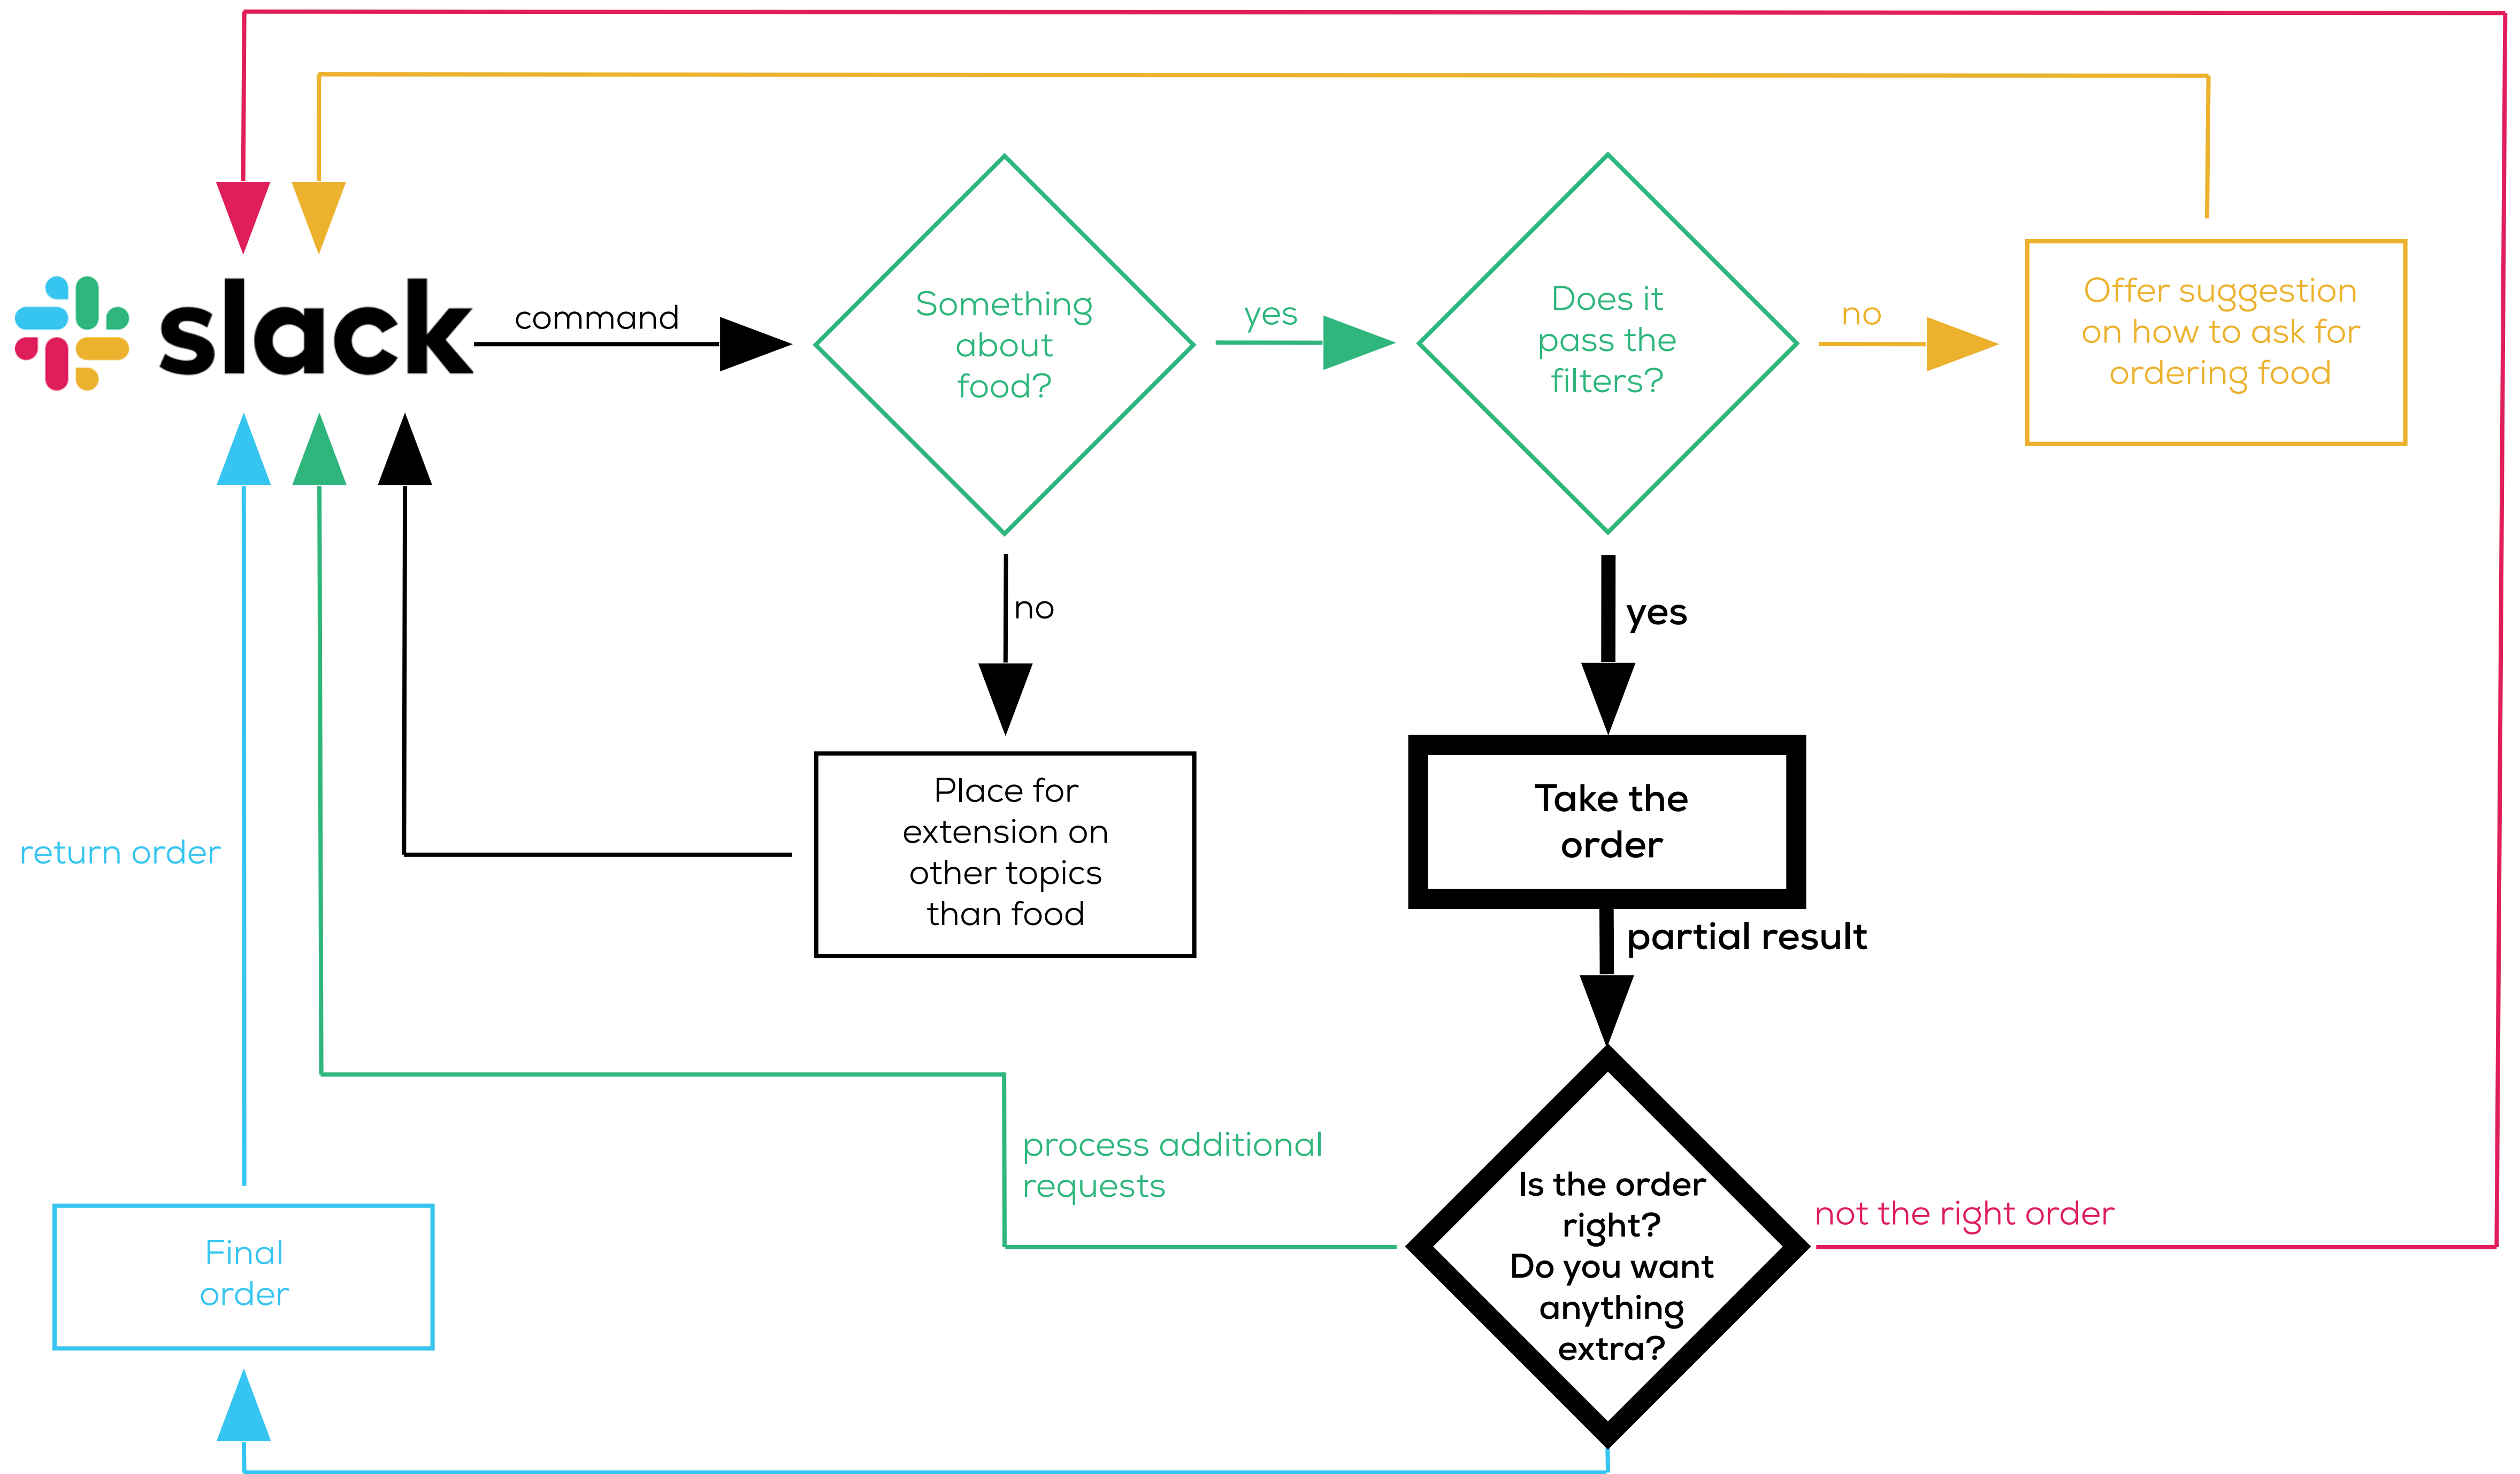 slack
command
Something
about
food?
yes
Does it
pass the
filters?
no
Offer suggestion
on how to ask for
ordering food
no
yes
Place for
extension on
other topics
than food
Take the
order
return order
partial result
process additional
requests
Is the order
right?
Do you want
anything
extra?
not the right order
Final
order